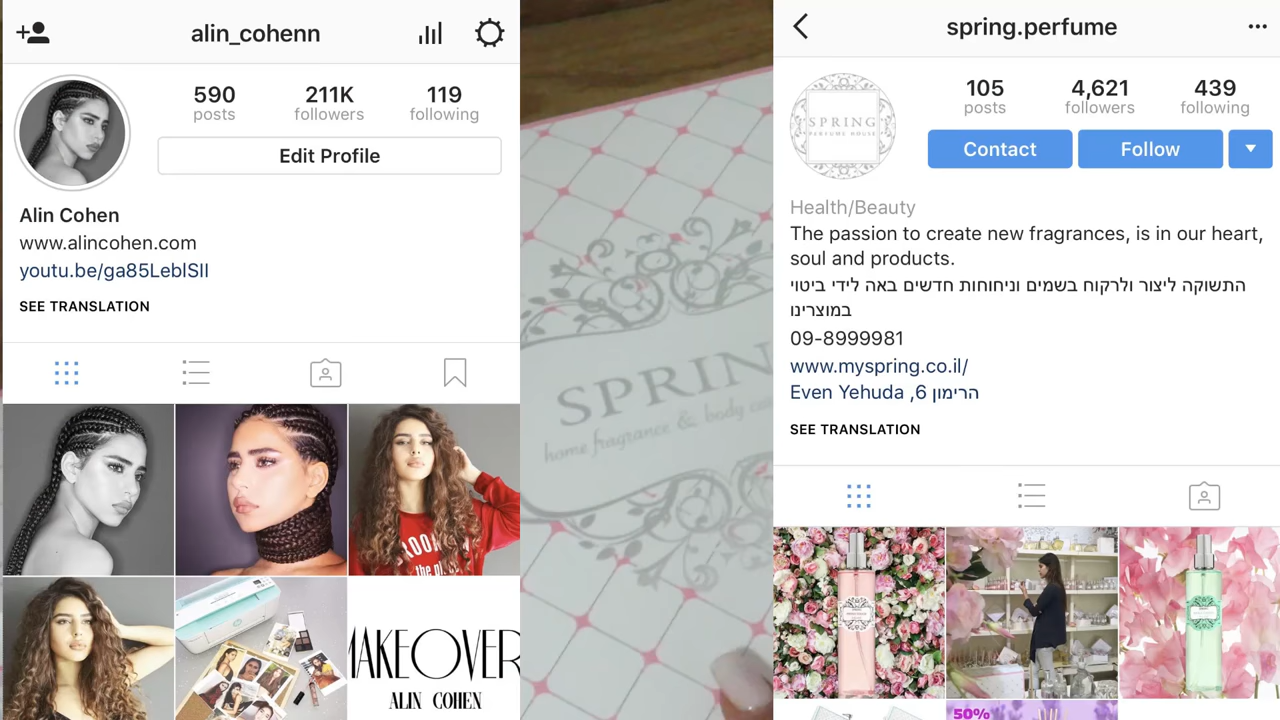 alin_cohenn
590
posts
211K
followers
119
following
Edit Profile
Alin Cohen
www.alincohen.com
youtu.be/ga85LeblSlI
SEE TRANSLATION
MAKEOVER
ALIN COHEN
SPRING
home fragrance & body
spring.perfume
SPRING
PERFUME HOUSE
105
posts
4,621
followers
439
following
Contact
Follow
Health/Beauty
The passion to create new fragrances, is in our heart,
soul and products.
התשוקה ליצור ולרקוח בשמים וניחוחות חדשים באה לידי ביטוי
במוצרינו
09-8999981
www.myspring.co.il/
Even Yehuda ,6 הרימון
SEE TRANSLATION
50%